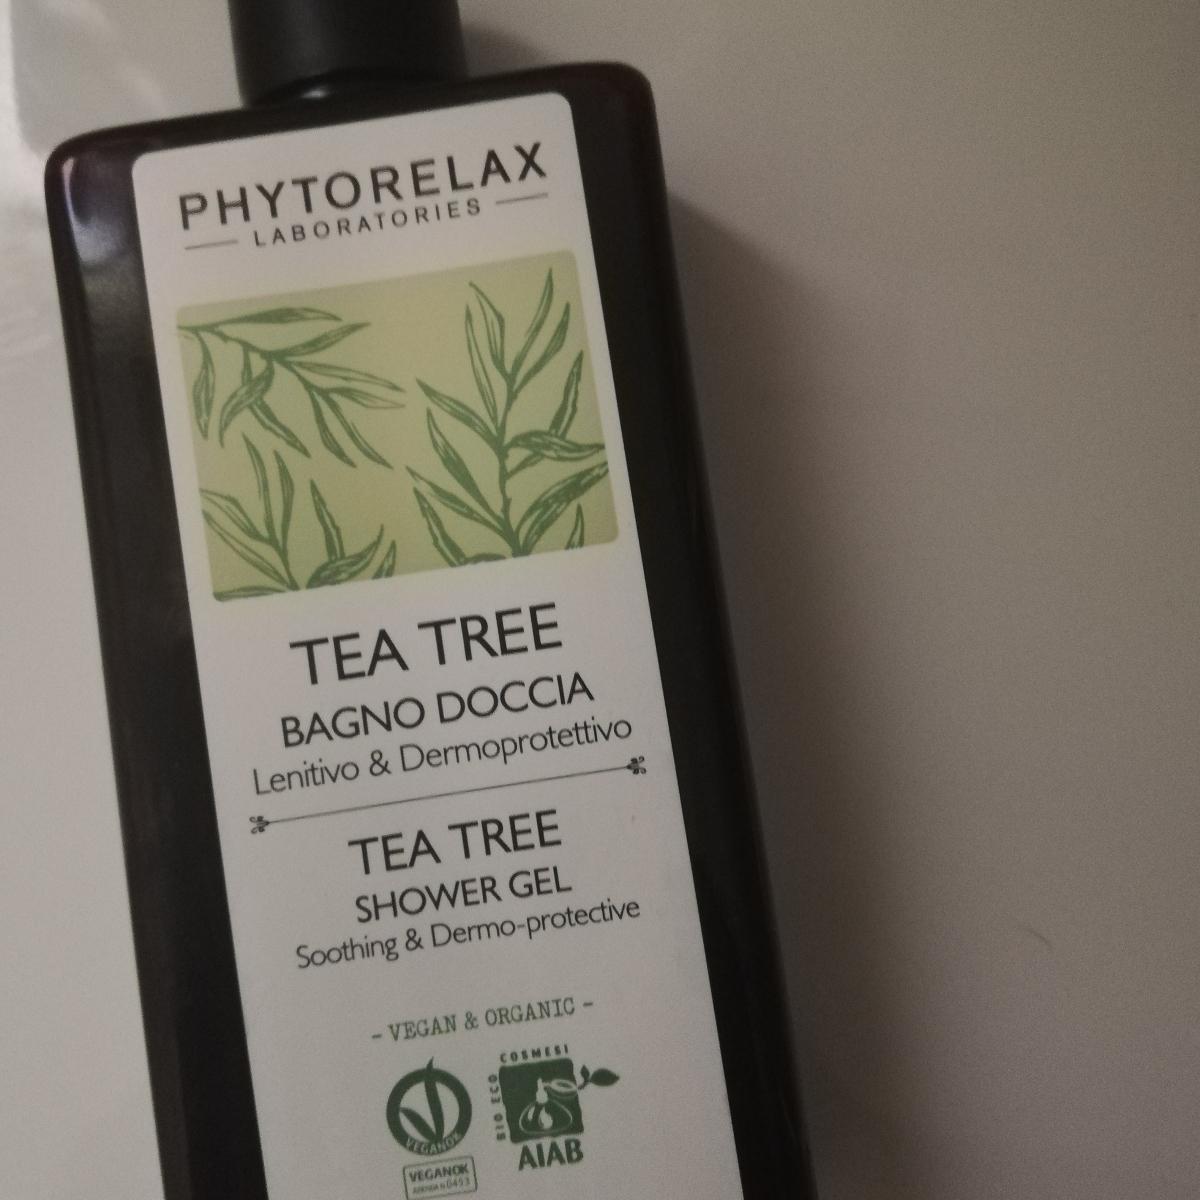 PHYTORELAX
LABORATORIES
TEA TREE
BAGNO DOCCIA
Lenitivo & Dermoprotettivo
TEA TREE
SHOWER GEL
Soothing & Dermo-protective
- VEGAN & ORGANIC -
VEGANOK
VEGANOK
COSMESI
BIO ECO
AIAB